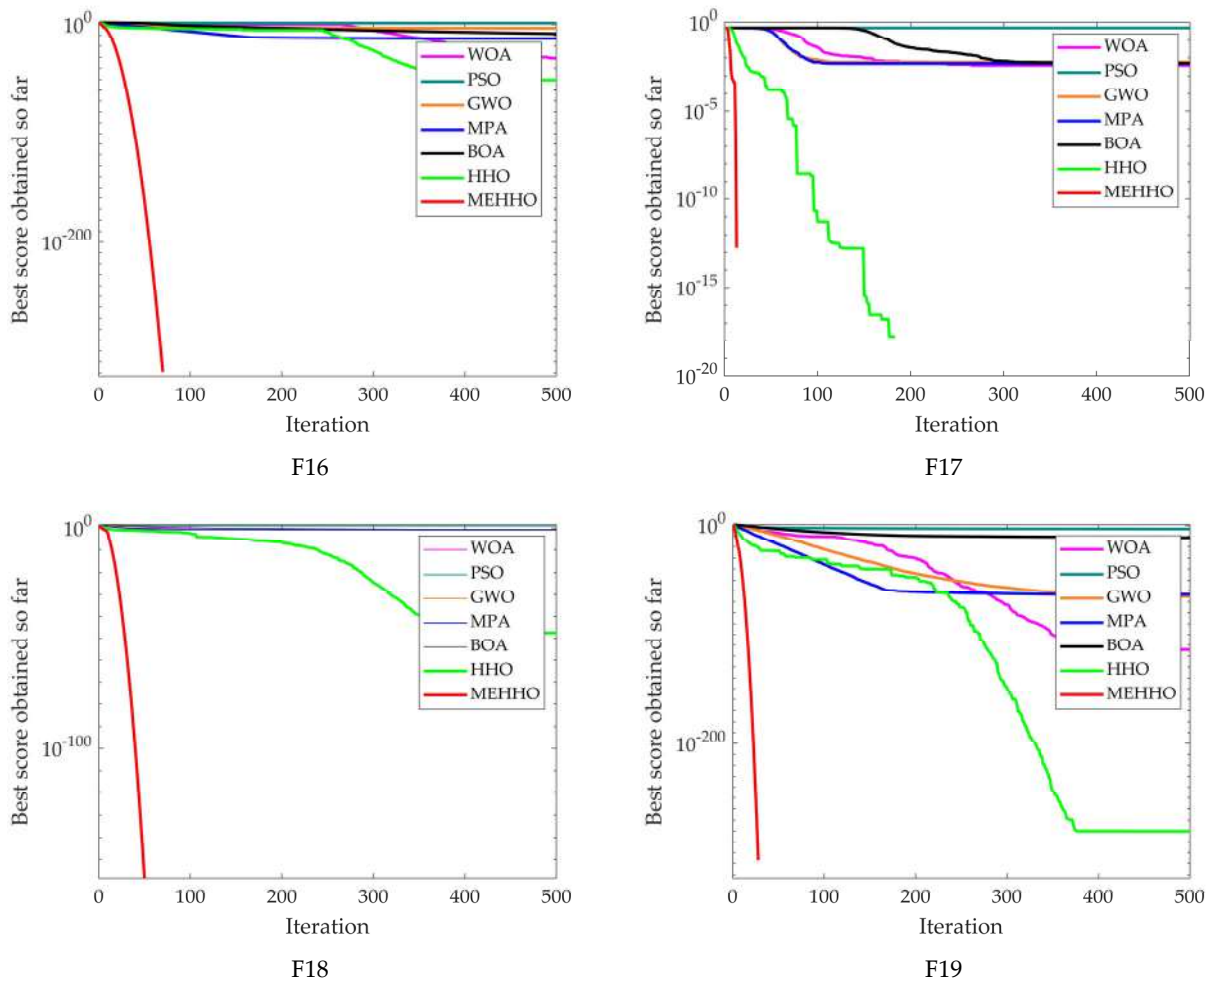 10^0
10^-200
Best score obtained so far
WOA
PSO
GWO
MPA
BOA
HHO
MEHHO
0 100 200 300 400 500
Iteration
F16
10^0
10^-5
10^-10
10^-15
10^-20
Best score obtained so far
WOA
PSO
GWO
MPA
BOA
HHO
MEHHO
0 100 200 300 400 500
Iteration
F17
10^0
10^-100
Best score obtained so far
WOA
PSO
GWO
MPA
BOA
HHO
MEHHO
0 100 200 300 400 500
Iteration
F18
10^0
10^-200
Best score obtained so far
WOA
PSO
GWO
MPA
BOA
HHO
MEHHO
0 100 200 300 400 500
Iteration
F19